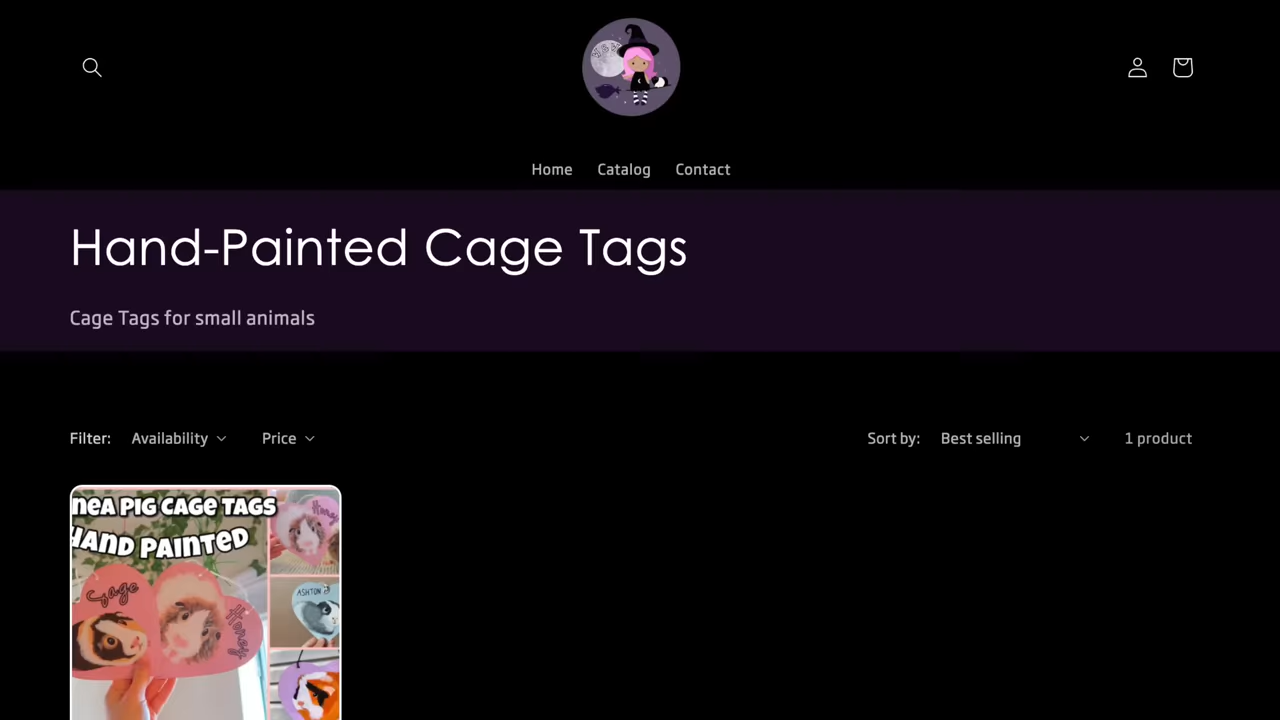 Home Catalog Contact
Hand-Painted Cage Tags
Cage Tags for small animals
Filter: Availability Price Sort by: Best selling 1 product
NEA PIG CAGE TAGS
HAND PAINTED
Sage
Honey
ASHTON